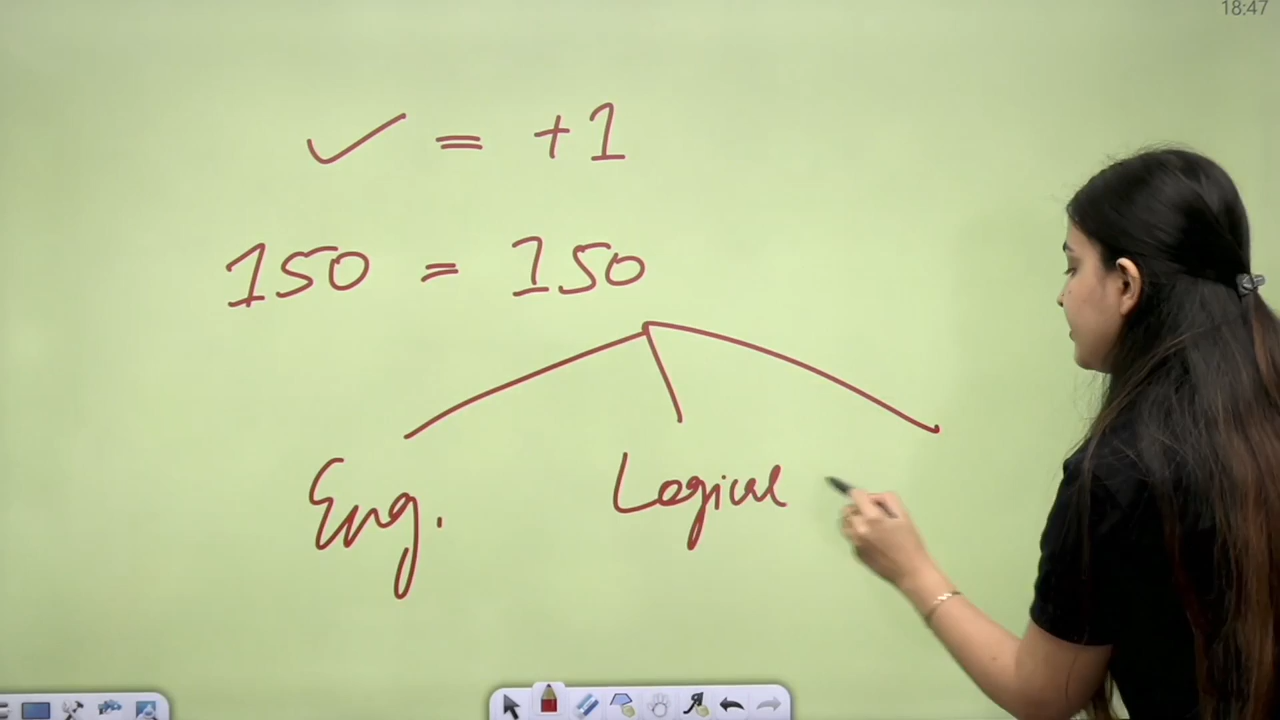 18:47
✓ = +1
150 = 150
Eng. Logical